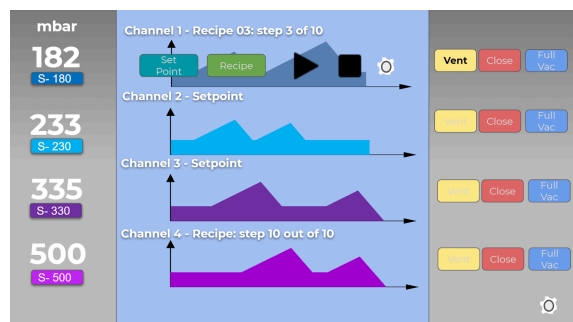 mbar
Channel 1 - Recipe 03: step 3 of 10
182
S- 180
Set
Point
Recipe
Vent
Close
Full
Vac
Channel 2 - Setpoint
233
S- 230
Vent
Close
Full
Vac
Channel 3 - Setpoint
335
S- 330
Vent
Close
Full
Vac
Channel 4 - Recipe: step 10 out of 10
500
S- 500
Vent
Close
Full
Vac